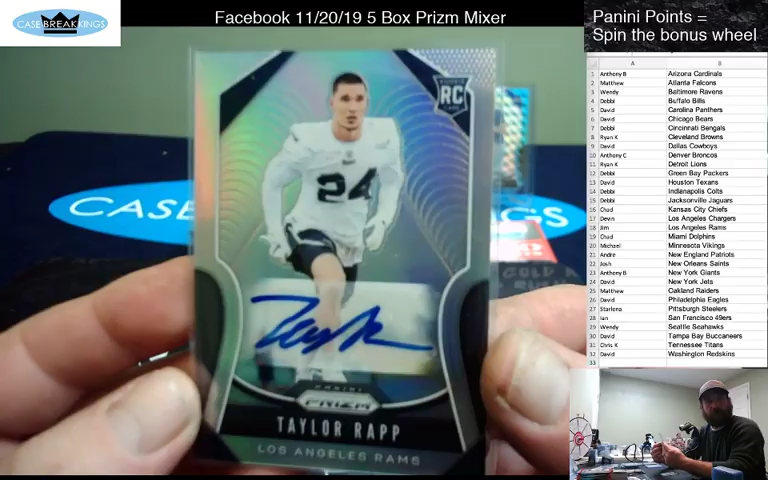 Facebook 11/20/19 5 Box Prizm Mixer
Panini Points =
Spin the bonus wheel
CASE BREAK KINGS
RC
24
PANINI
PRIZM
TAYLOR RAPP
LOS ANGELES RAMS
CASE
KINGS
A B
1 Anthony B Arizona Cardinals
2 Matthew Atlanta Falcons
3 Wendy Baltimore Ravens
4 Debbi Buffalo Bills
5 David Carolina Panthers
6 David Chicago Bears
7 Debbi Cincinnati Bengals
8 Ryan K Cleveland Browns
9 David Dallas Cowboys
10 Anthony C Denver Broncos
11 Ryan K Detroit Lions
12 Debbi Green Bay Packers
13 David Houston Texans
14 Debbi Indianapolis Colts
15 Debbi Jacksonville Jaguars
16 Chad Kansas City Chiefs
17 Devin Los Angeles Chargers
18 Jim Los Angeles Rams
19 Chad Miami Dolphins
20 Michael Minnesota Vikings
21 Andre New England Patriots
22 Josh New Orleans Saints
23 Anthony B New York Giants
24 David New York Jets
25 Matthew Oakland Raiders
26 David Philadelphia Eagles
27 Starlena Pittsburgh Steelers
28 Ian San Francisco 49ers
29 Wendy Seattle Seahawks
30 David Tampa Bay Buccaneers
31 Chris K Tennessee Titans
32 David Washington Redskins
33